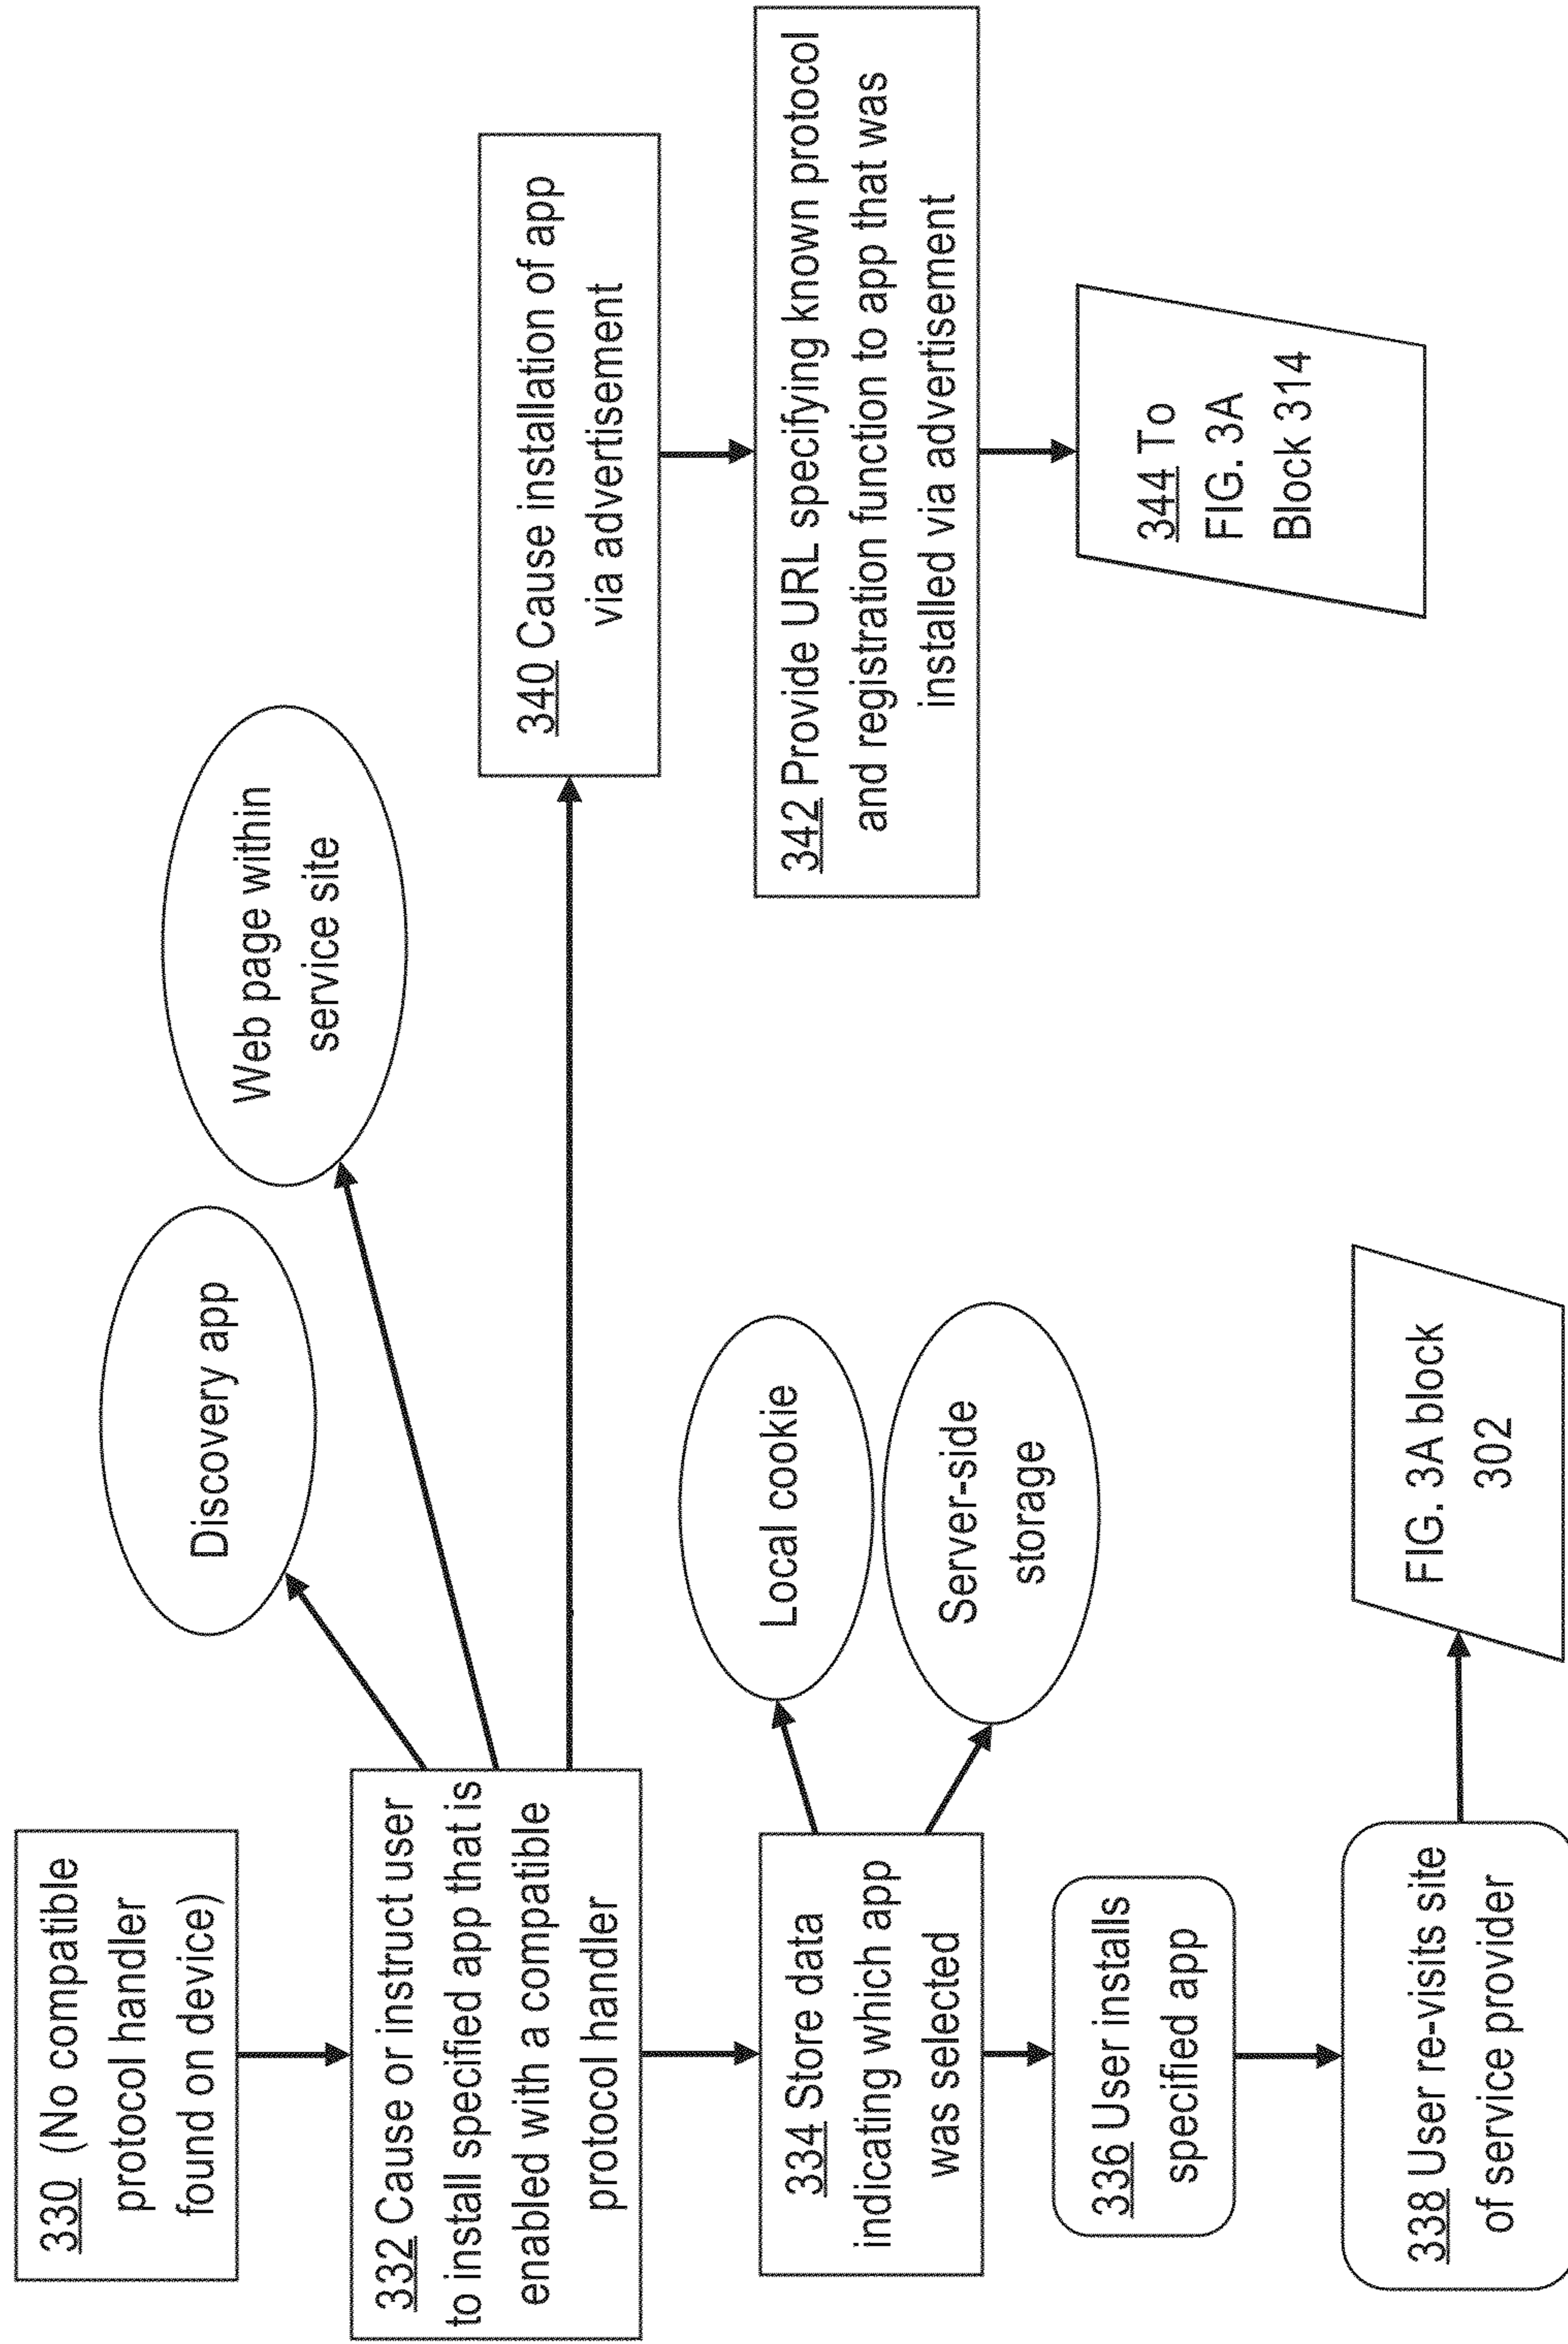 330 (No compatible
protocol handler
found on device)
332 Cause or instruct user
to install specified app that is
enabled with a compatible
protocol handler
Discovery app
Web page within
service site
334 Store data
indicating which app
was selected
Local cookie
Server-side
storage
336 User installs
specified app
338 User re-visits site
of service provider
FIG. 3A block
302
340 Cause installation of app
via advertisement
342 Provide URL specifying known protocol
and registration function to app that was
installed via advertisement
344 To
FIG. 3A
Block 314